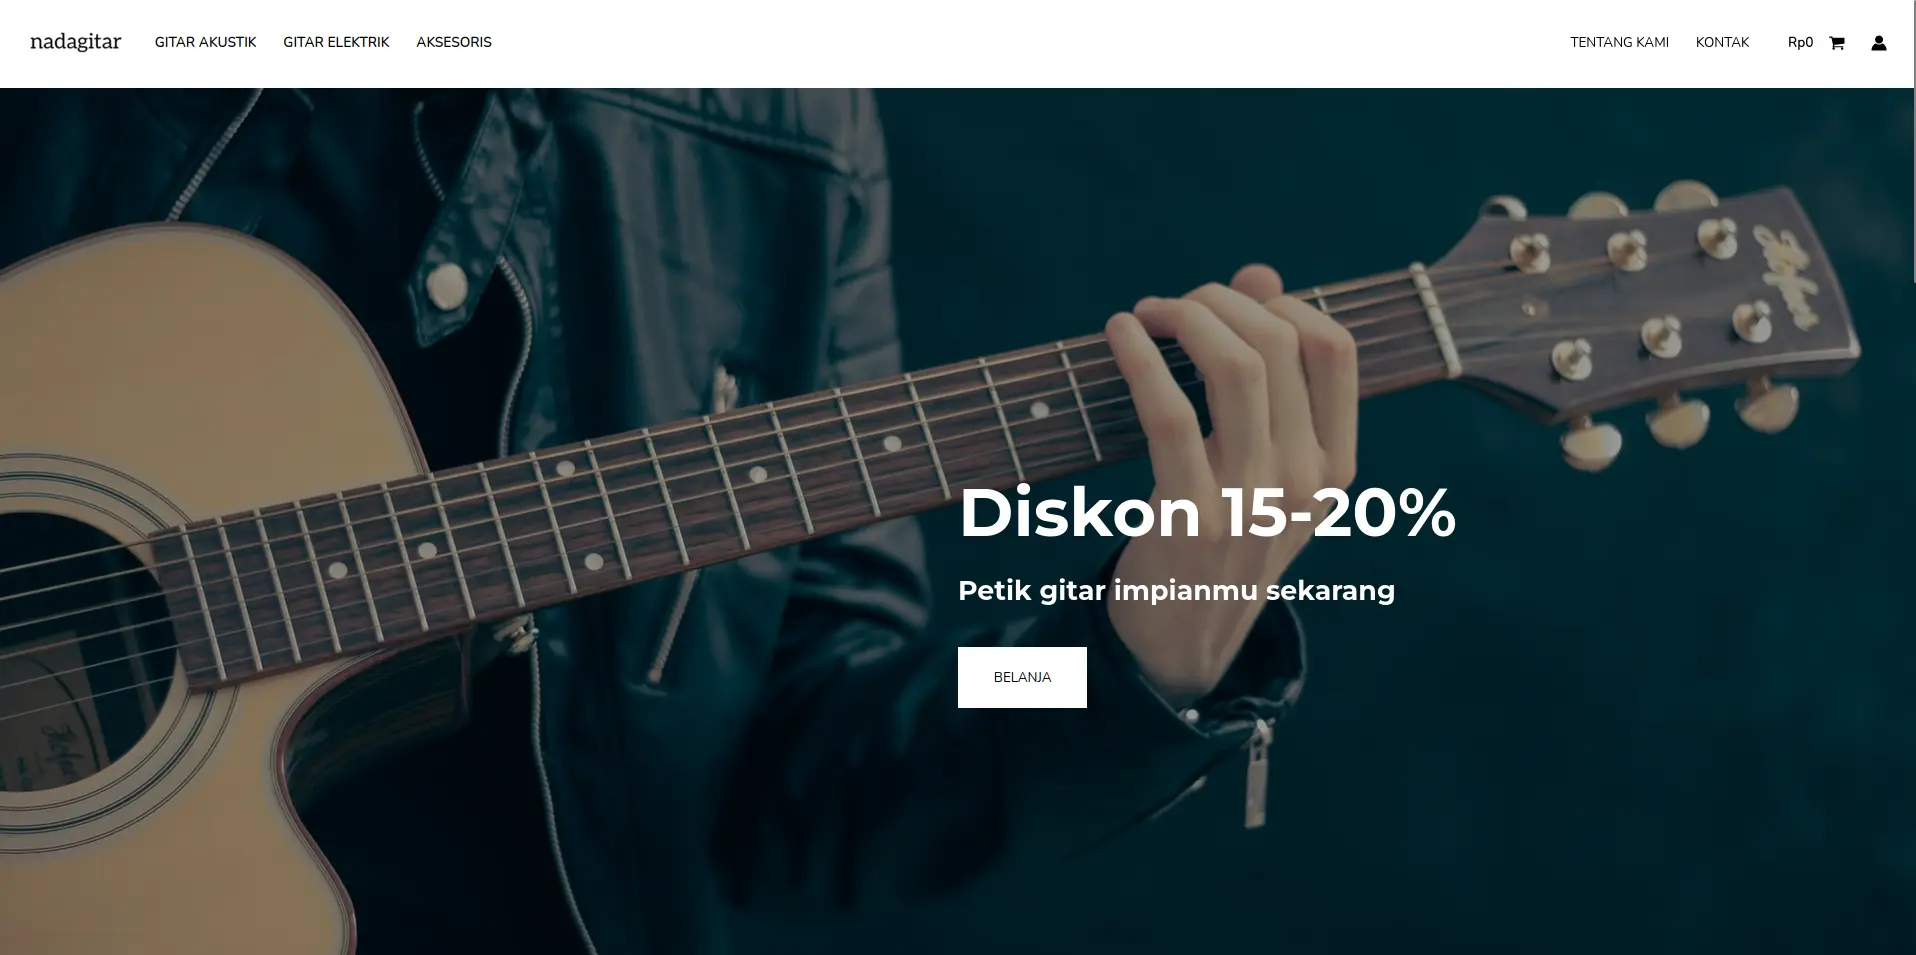 nadagitar GITAR AKUSTIK GITAR ELEKTRIK AKSESORIS TENTANG KAMI KONTAK Rp0
Diskon 15-20%
Petik gitar impianmu sekarang
BELANJA